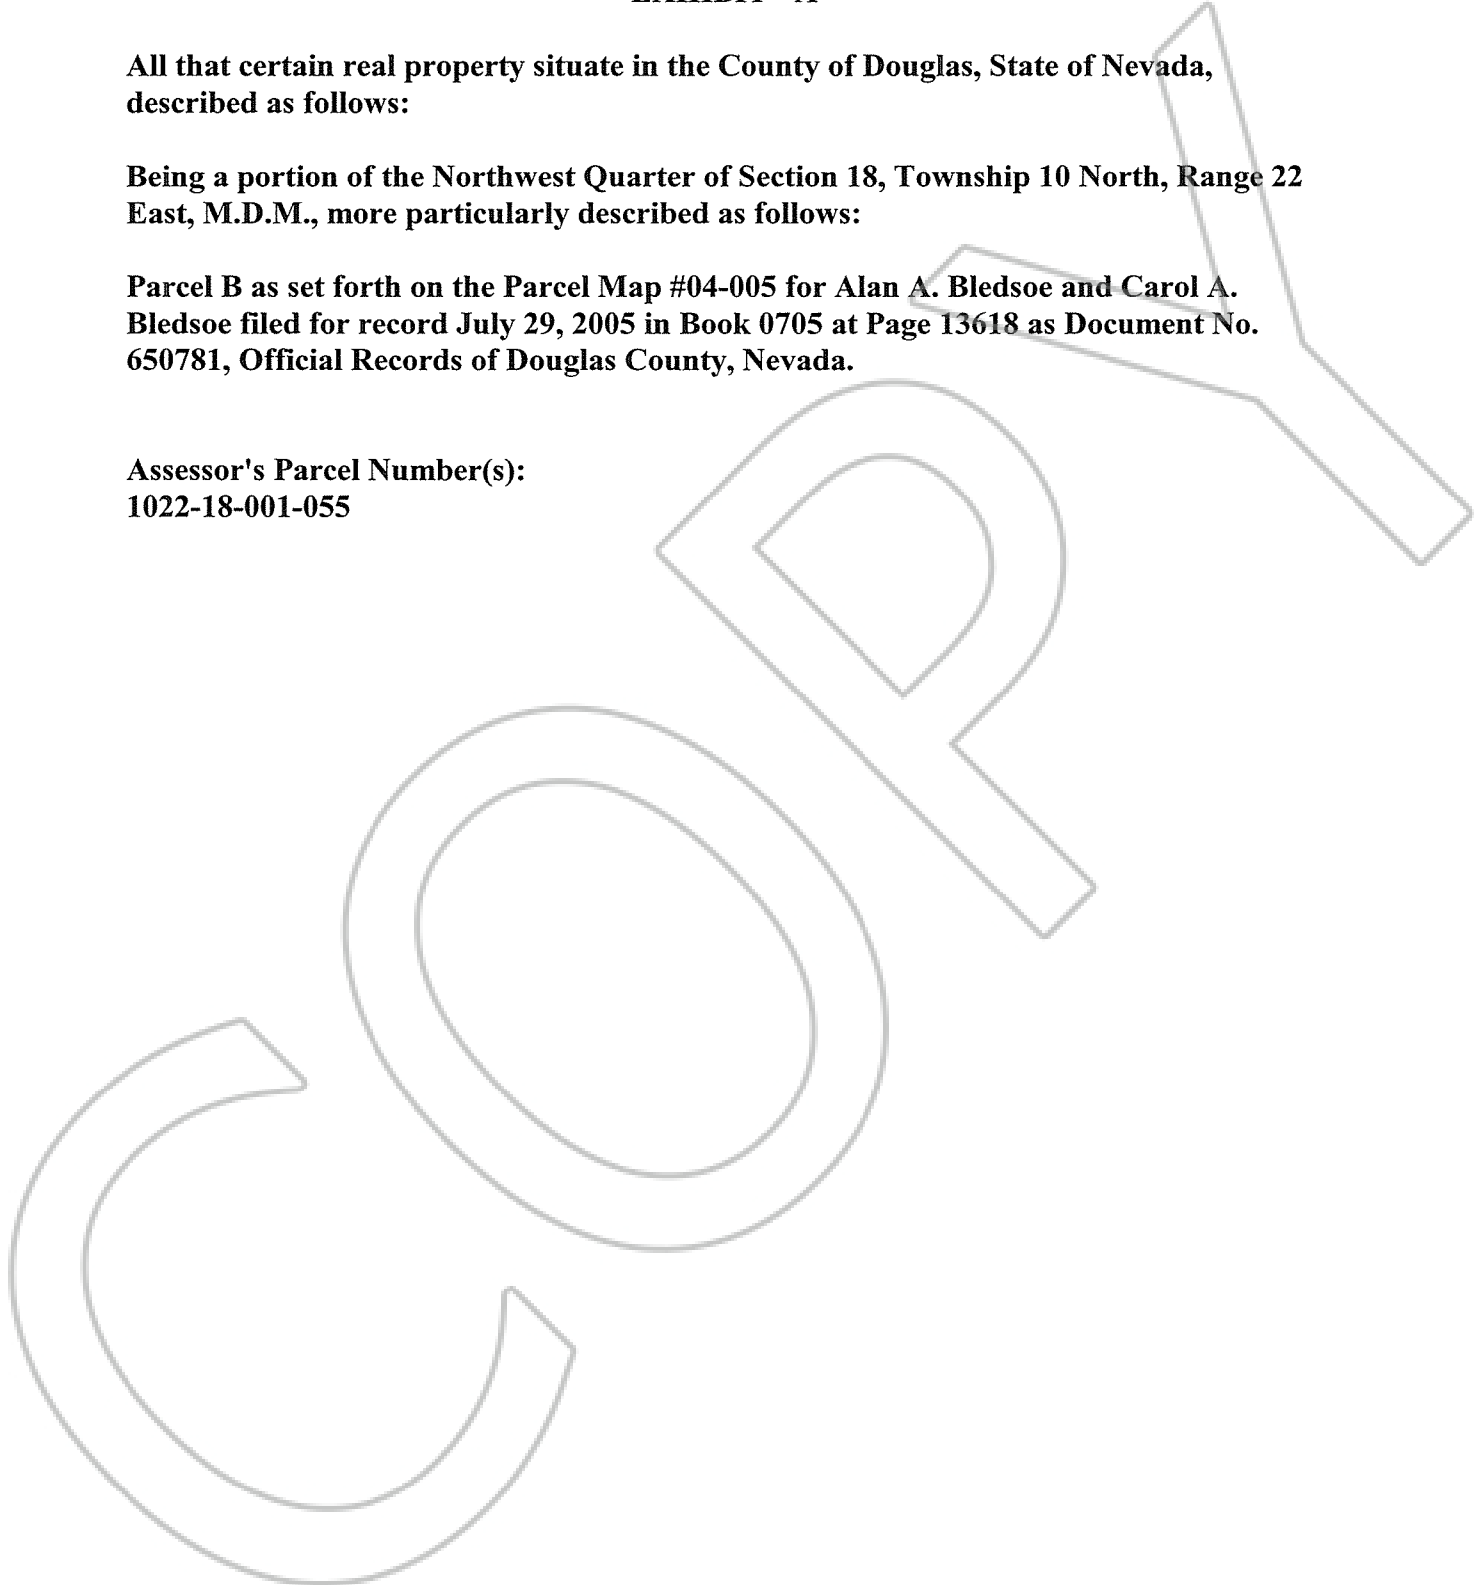 All that certain real property situate in the County of Douglas, State of Nevada,
described as follows:
Being a portion of the Northwest Quarter of Section 18, Township 10 North, Range 22
East, M.D.M., more particularly described as follows:
Parcel B as set forth on the Parcel Map #04-005 for Alan A. Bledsoe and Carol A.
Bledsoe filed for record July 29, 2005 in Book 0705 at Page 13618 as Document No.
650781, Official Records of Douglas County, Nevada.
Assessor's Parcel Number(s):
1022-18-001-055
COPY